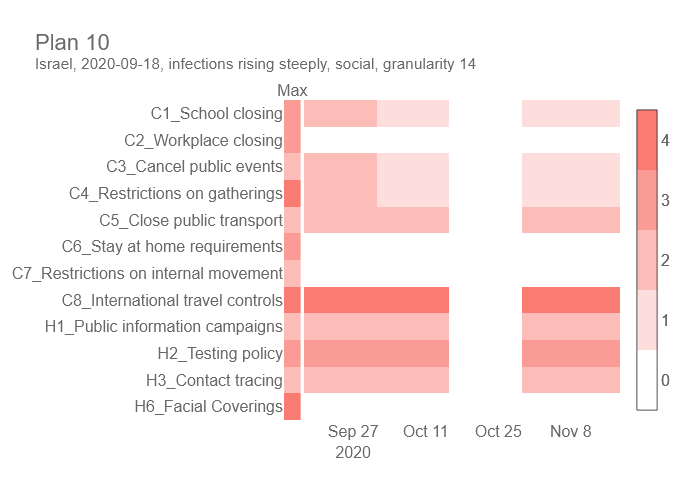 Plan 10
Israel, 2020-09-18, infections rising steeply, social, granularity 14
Max
C1_School closing
C2_Workplace closing
C3_Cancel public events
C4_Restrictions on gatherings
C5_Close public transport
C6_Stay at home requirements
C7_Restrictions on internal movement
C8_International travel controls
H1_Public information campaigns
H2_Testing policy
H3_Contact tracing
H6_Facial Coverings
4
3
2
1
0
Sep 27 Oct 11 Oct 25 Nov 8
2020